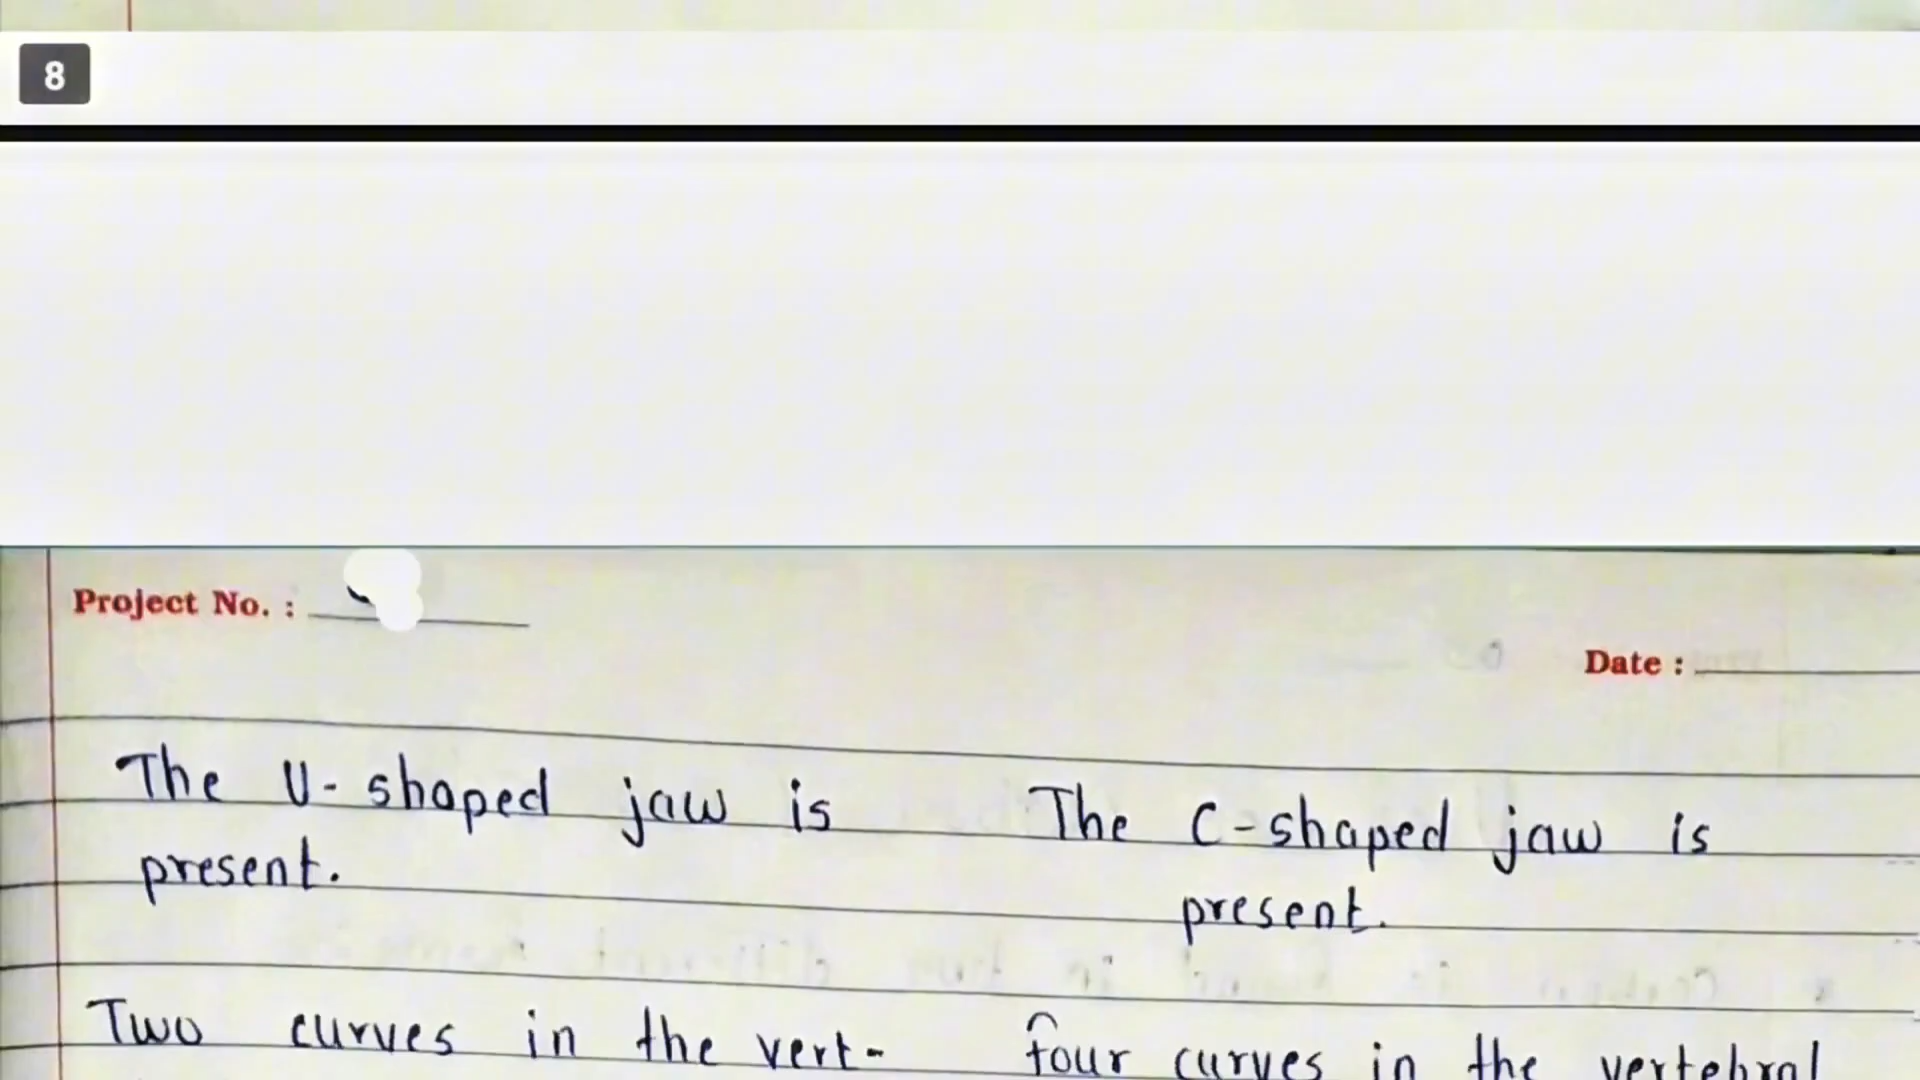 8
Project No. :
Date :
The U-shaped jaw is
present.
The C-shaped jaw is
present.
Two curves in the vert-
four curves in the vertebral